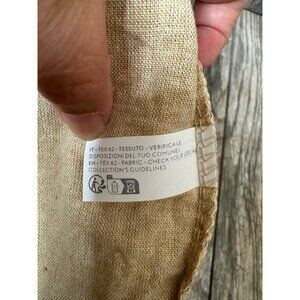 IT - TEX 62 - TESSUTO - VERIFICA LE
DISPOSIZIONI DEL TUO COMUNE/
EN - TEX 62 - FABRIC - CHECK YOUR LOCAL
COLLECTION'S GUIDELINES